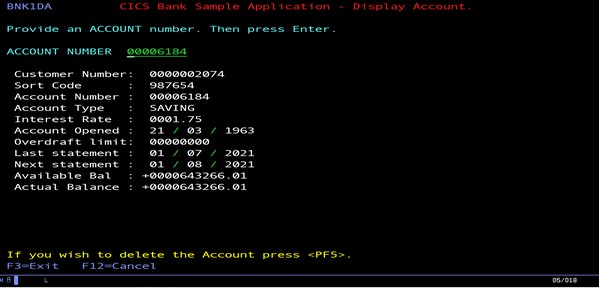 BNK1DA CICS Bank Sample Application - Display Account.
Provide an ACCOUNT number. Then press Enter.
ACCOUNT NUMBER 00006184
Customer Number: 0000002074
Sort Code : 987654
Account Number : 00006184
Account Type : SAVING
Interest Rate : 0001.75
Account Opened : 21 / 03 / 1963
Overdraft limit: 00000000
Last statement : 01 / 07 / 2021
Next statement : 01 / 08 / 2021
Available Bal : +0000643266.01
Actual Balance : +0000643266.01
If you wish to delete the Account press <PF5>.
F3=Exit F12=Cancel
L 05/018